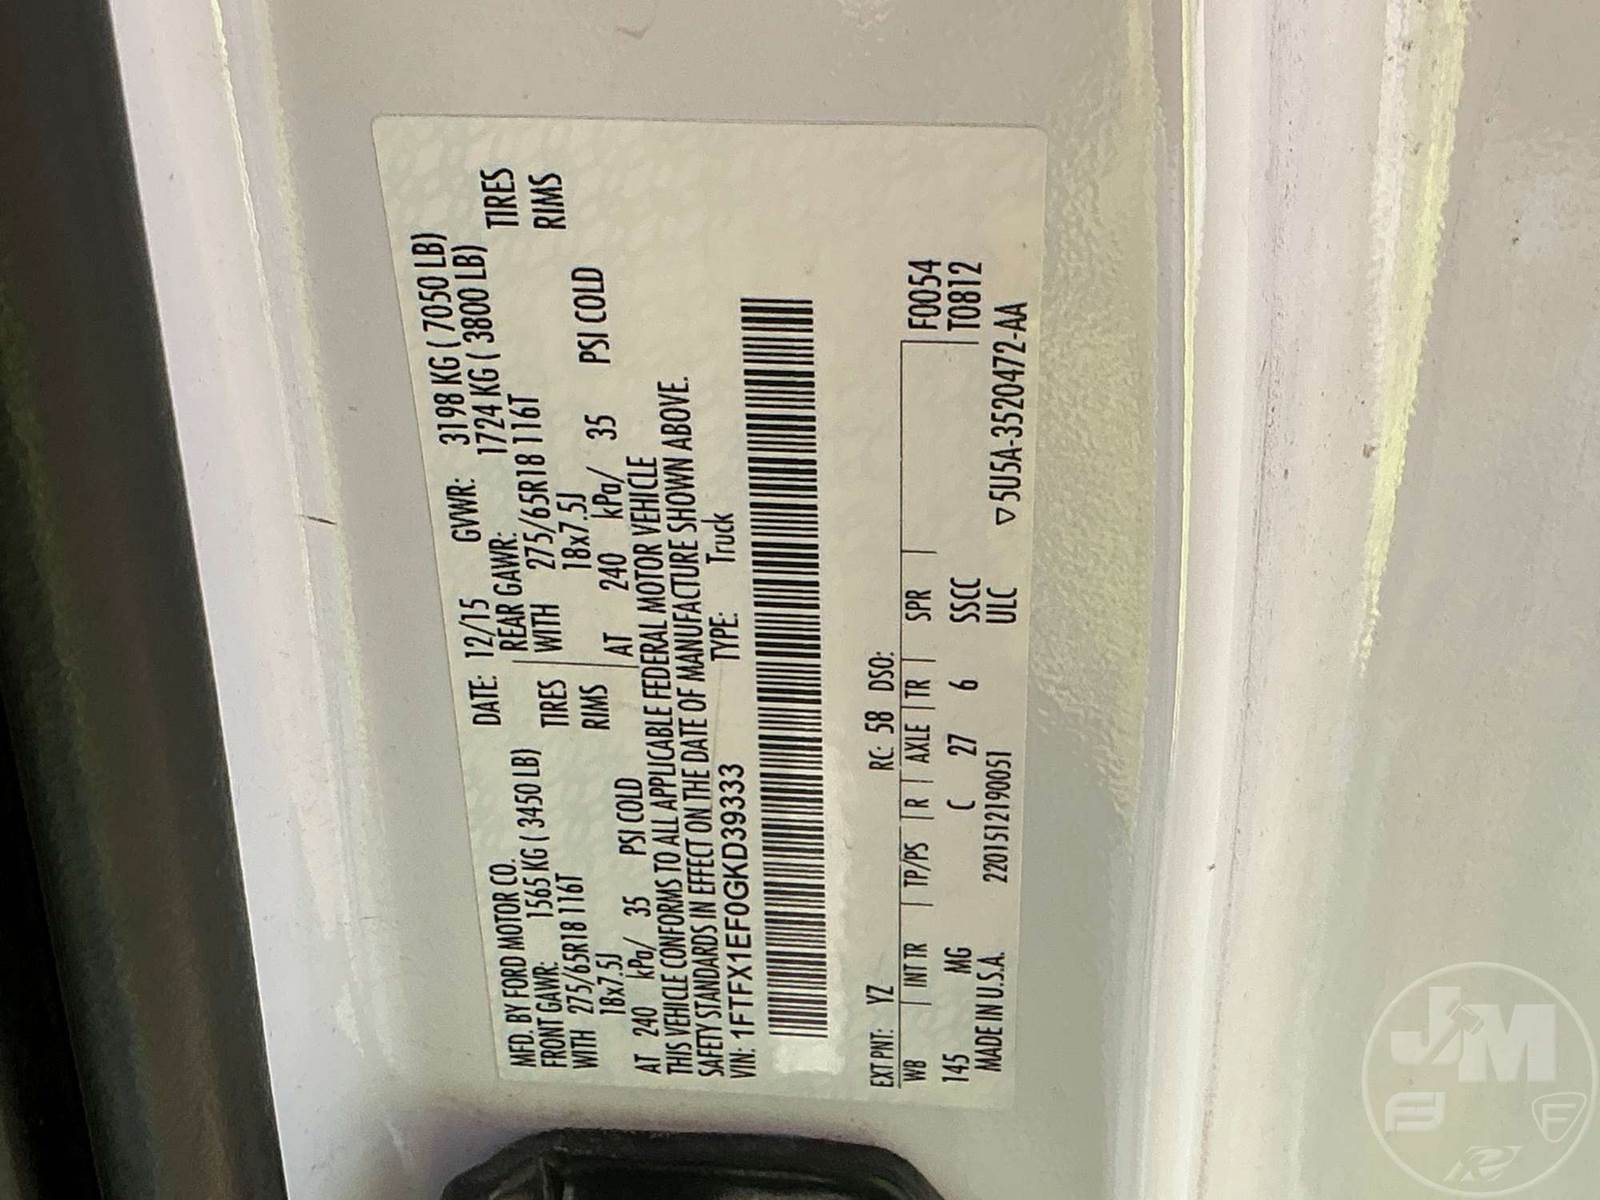 MFD. BY FORD MOTOR CO. DATE: 12/15 GVWR: 3198 KG ( 7050 LB)
FRONT GAWR: 1565 KG ( 3450 LB) REAR GAWR: 1724 KG ( 3800 LB)
WITH 275/65R18 116T TIRES WITH 275/65R18 116T TIRES
18x7.5J RIMS 18x7.5J RIMS
AT 240 kPa/ 35 PSI COLD AT 240 kPa/ 35 PSI COLD
THIS VEHICLE CONFORMS TO ALL APPLICABLE FEDERAL MOTOR VEHICLE
SAFETY STANDARDS IN EFFECT ON THE DATE OF MANUFACTURE SHOWN ABOVE.
VIN: 1FTFX1EF0GKD39333 TYPE: Truck
EXT PNT: YZ RC: 58 DSO:
WB INT TR TP/PS R AXLE TR SPR F0054
145 MG C 27 6 SSCC T0812
MADE IN U.S.A. 220151219051 ULC ▽5U5A-3520472-AA
JM
F